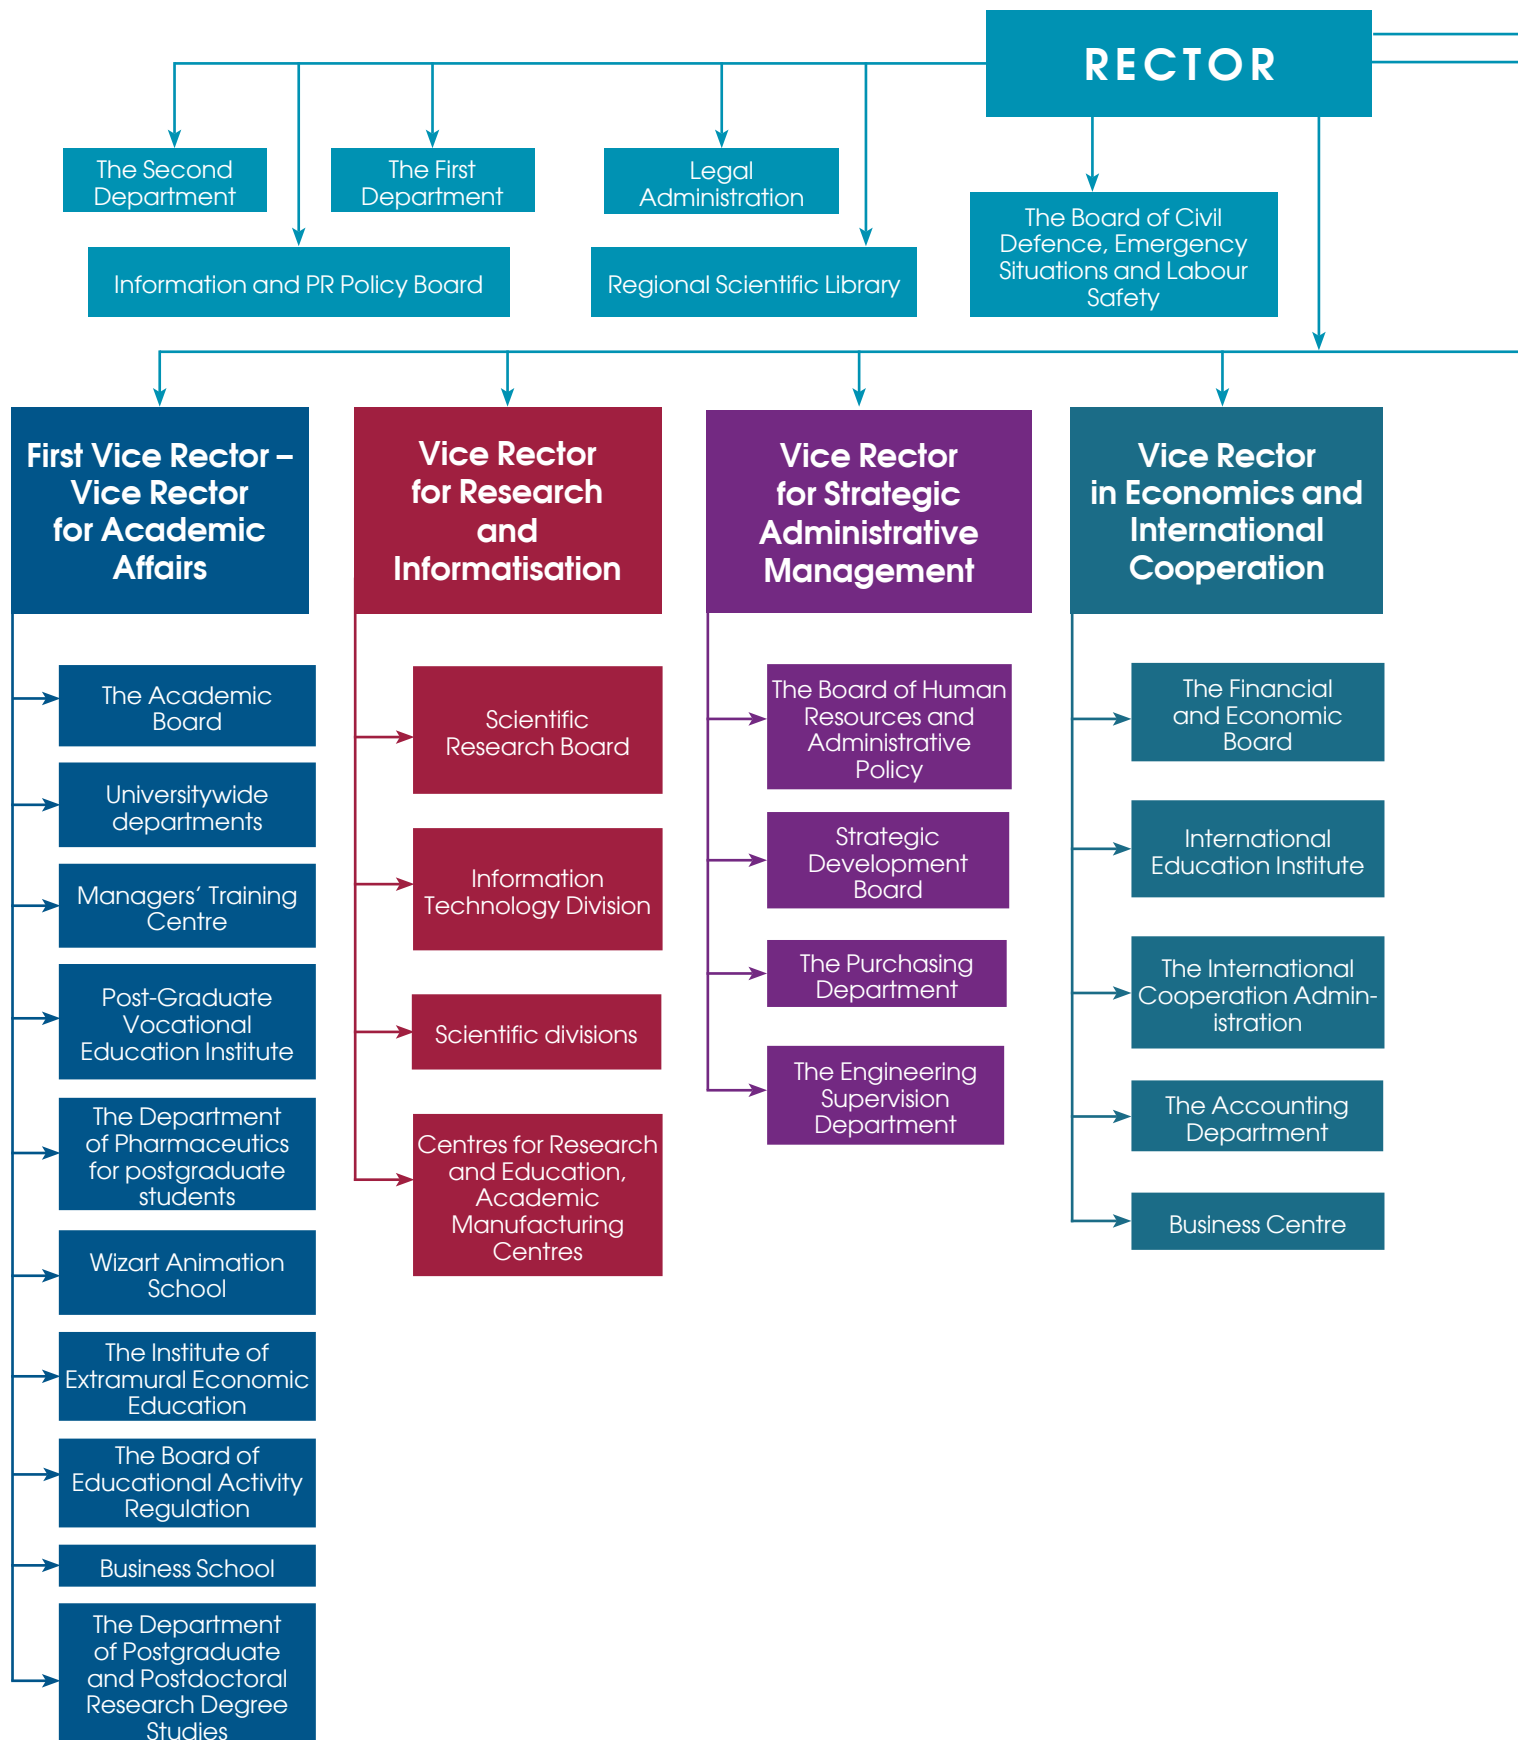 RECTOR
The Second
Department
The First
Department
Legal
Administration
The Board of Civil
Defence, Emergency
Situations and Labour
Safety
Information and PR Policy Board
Regional Scientific Library
First Vice Rector –
Vice Rector
for Academic
Affairs
The Academic
Board
Universitywide
departments
Managers’ Training
Centre
Post-Graduate
Vocational
Education Institute
The Department
of Pharmaceutics
for postgraduate
students
Wizart Animation
School
The Institute of
Extramural Economic
Education
The Board of
Educational Activity
Regulation
Business School
The Department
of Postgraduate
and Postdoctoral
Research Degree
Studies
Vice Rector
for Research
and
Informatisation
Scientific
Research Board
Information
Technology Division
Scientific divisions
Centres for Research
and Education,
Academic
Manufacturing
Centres
Vice Rector
for Strategic
Administrative
Management
The Board of Human
Resources and
Administrative
Policy
Strategic
Development
Board
The Purchasing
Department
The Engineering
Supervision
Department
Vice Rector
in Economics and
International
Cooperation
The Financial
and Economic
Board
International
Education Institute
The International
Cooperation Admin-
istration
The Accounting
Department
Business Centre